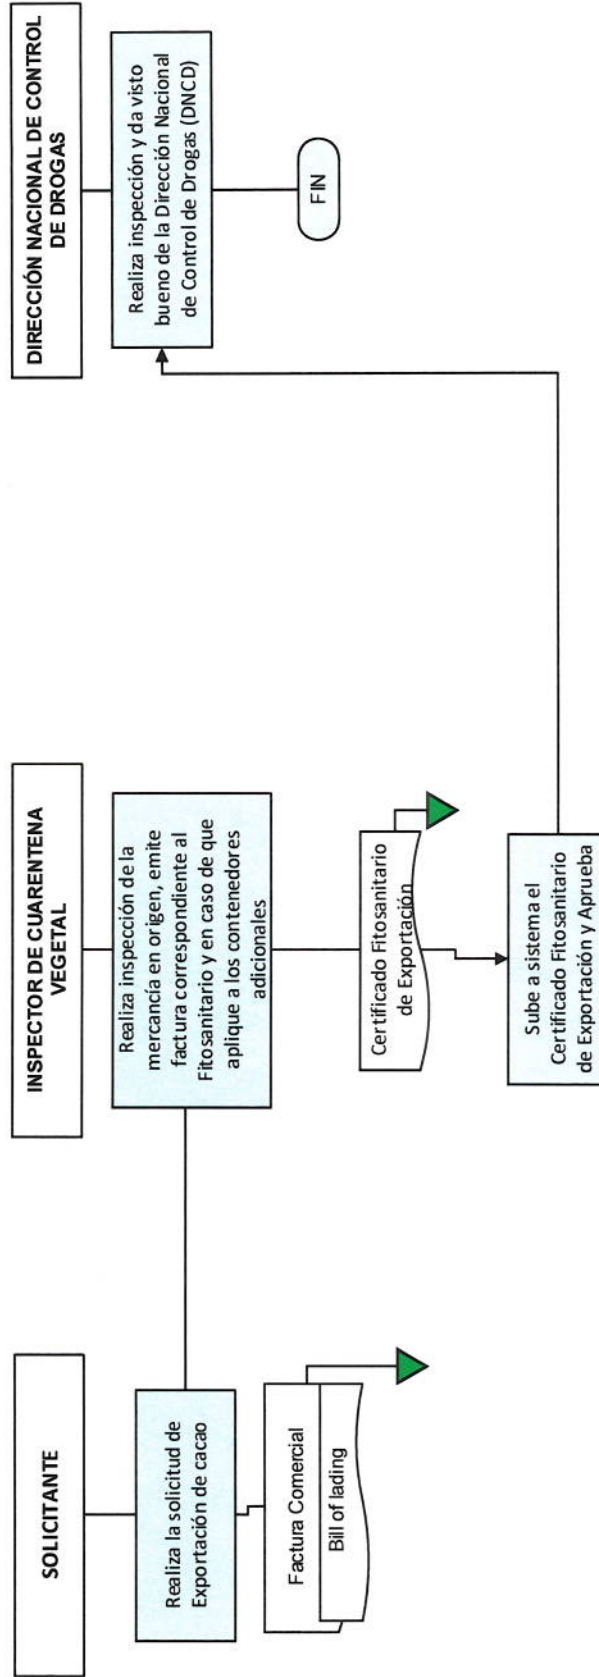 SOLICITANTE
Realiza la solicitud de
Exportación de cacao
Factura Comercial
Bill of lading
INSPECTOR DE CUARENTENA
VEGETAL
Realiza inspección de la
mercancía en origen, emite
factura correspondiente al
Fitosanitario y en caso de que
aplique a los contenedores
adicionales
Certificado Fitosanitario
de Exportación
Sube a sistema el
Certificado Fitosanitario
de Exportación y Aprueba
DIRECCIÓN NACIONAL DE CONTROL
DE DROGAS
Realiza inspección y da visto
bueno de la Dirección Nacional
de Control de Drogas (DNCD)
FIN